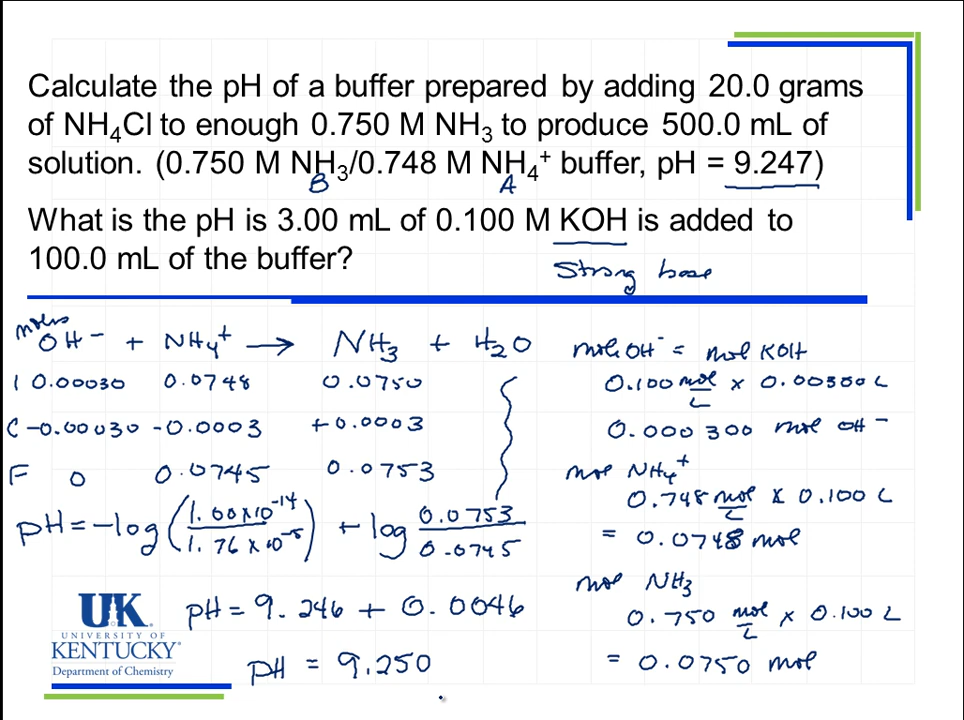 Calculate the pH of a buffer prepared by adding 20.0 grams
of NH₄Cl to enough 0.750 M NH₃ to produce 500.0 mL of
solution. (0.750 M NH₃/0.748 M NH₄⁺ buffer, pH = 9.247)
B A
What is the pH is 3.00 mL of 0.100 M KOH is added to
100.0 mL of the buffer?
Strong base
moles
OH⁻ + NH₄⁺ → NH₃ + H₂O
I 0.00030 0.0748 0.0750
C -0.00030 -0.0003 +0.0003
F 0 0.0745 0.0753
pH = -log(1.00x10⁻¹⁴/1.76x10⁻⁵) + log 0.0753/0.0745
pH = 9.246 + 0.0046
pH = 9.250
mol OH⁻ = mol KOH
0.100 mol/L x 0.00300 L
0.000300 mol OH⁻
mol NH₄⁺
0.748 mol/L x 0.100 L
= 0.0748 mol
mol NH₃
0.750 mol/L x 0.100 L
= 0.0750 mol
UK
UNIVERSITY OF
KENTUCKY
Department of Chemistry